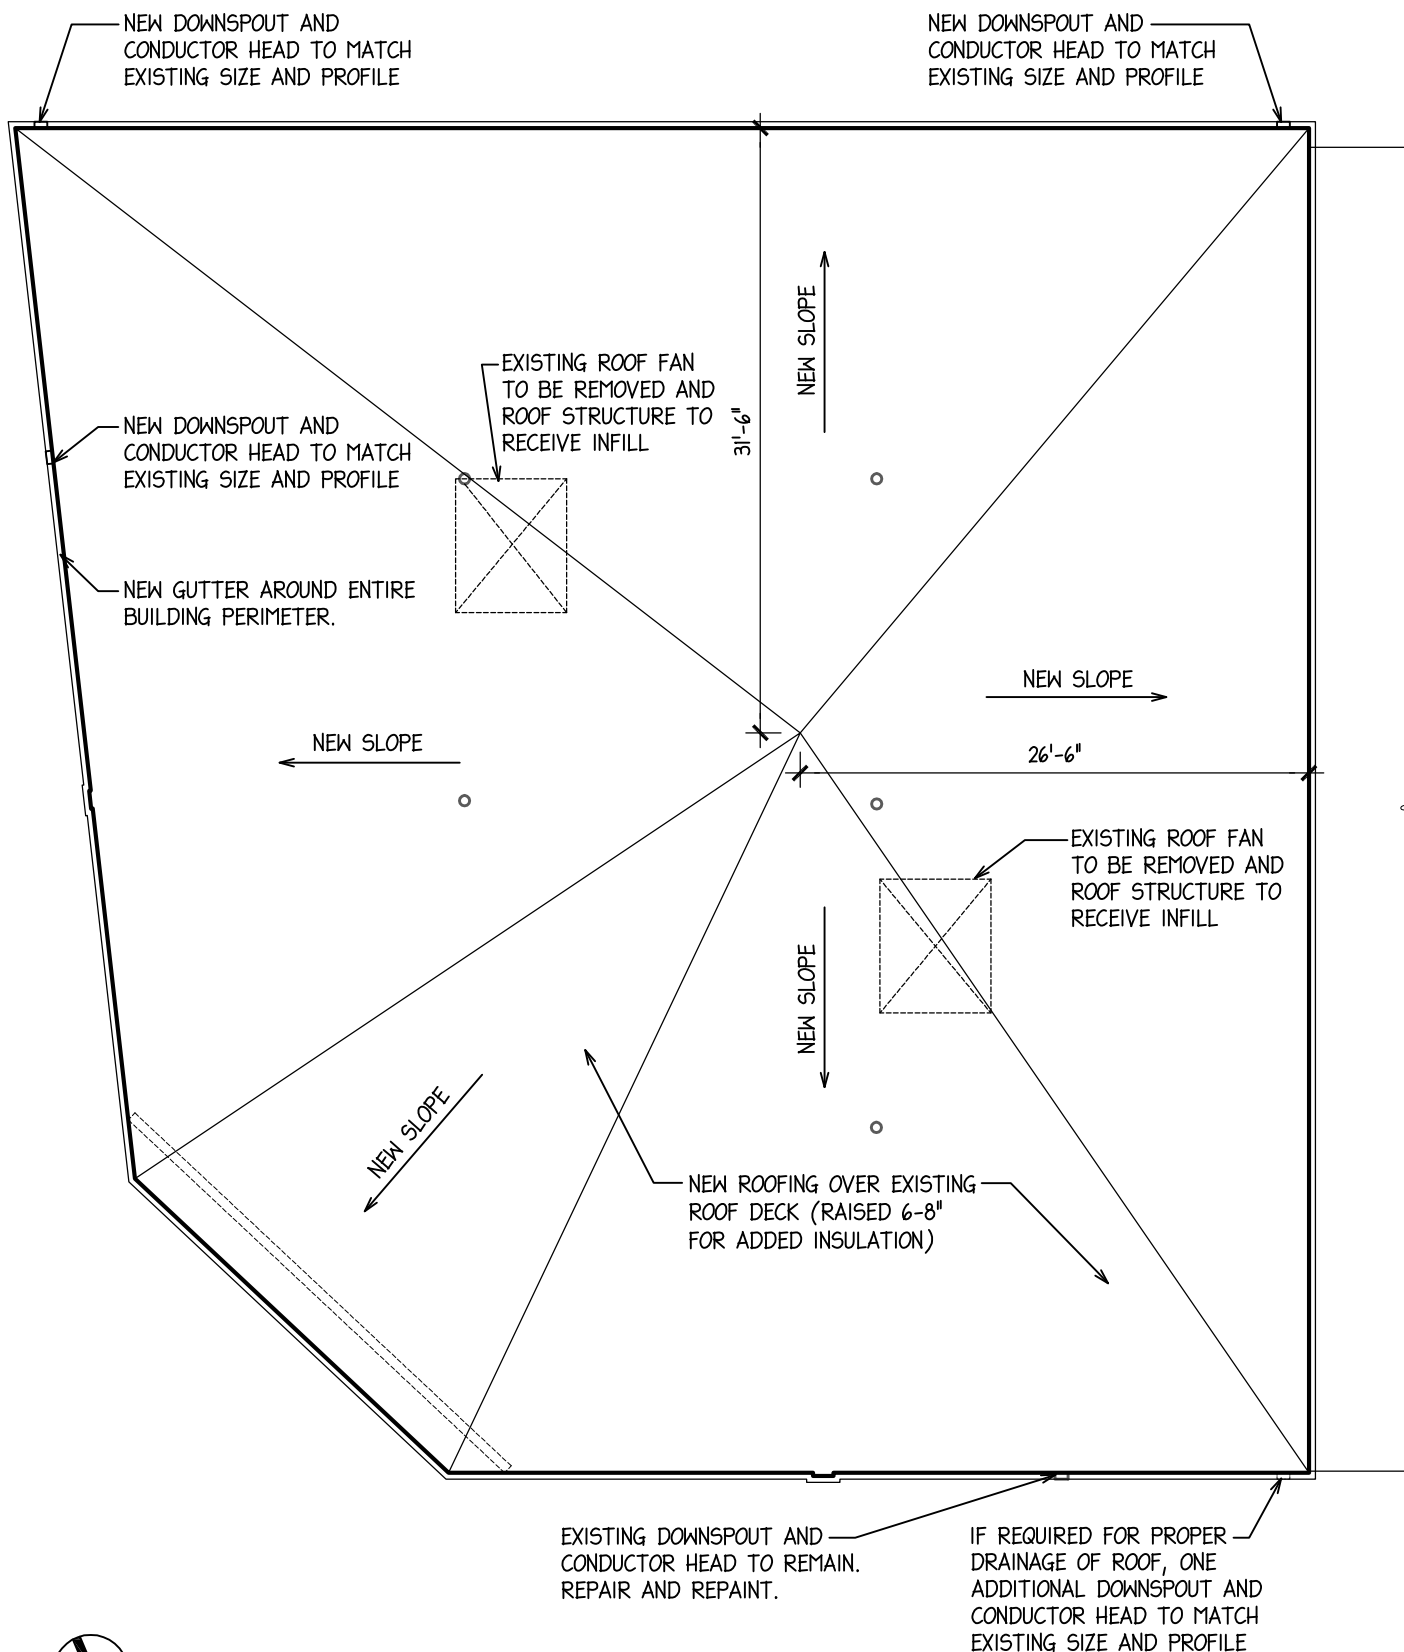 NEW DOWNSPOUT AND
CONDUCTOR HEAD TO MATCH
EXISTING SIZE AND PROFILE
NEW DOWNSPOUT AND
CONDUCTOR HEAD TO MATCH
EXISTING SIZE AND PROFILE
NEW SLOPE
EXISTING ROOF FAN
TO BE REMOVED AND
ROOF STRUCTURE TO
RECEIVE INFILL
31'-6"
NEW DOWNSPOUT AND
CONDUCTOR HEAD TO MATCH
EXISTING SIZE AND PROFILE
NEW GUTTER AROUND ENTIRE
BUILDING PERIMETER.
NEW SLOPE
NEW SLOPE
26'-6"
EXISTING ROOF FAN
TO BE REMOVED AND
ROOF STRUCTURE TO
RECEIVE INFILL
NEW SLOPE
NEW SLOPE
NEW ROOFING OVER EXISTING
ROOF DECK (RAISED 6-8"
FOR ADDED INSULATION)
EXISTING DOWNSPOUT AND
CONDUCTOR HEAD TO REMAIN.
REPAIR AND REPAINT.
IF REQUIRED FOR PROPER
DRAINAGE OF ROOF, ONE
ADDITIONAL DOWNSPOUT AND
CONDUCTOR HEAD TO MATCH
EXISTING SIZE AND PROFILE